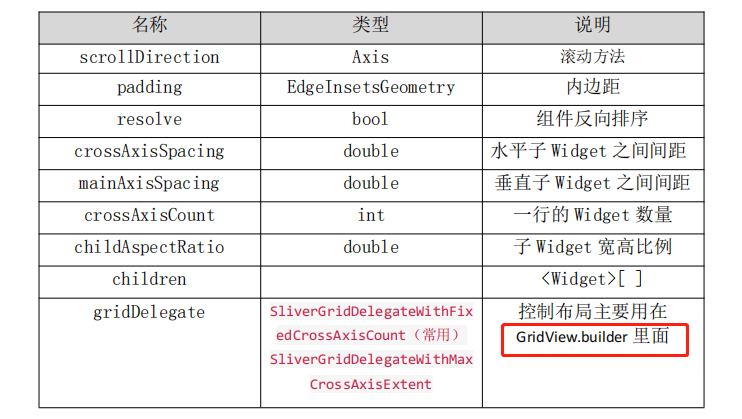 名称 类型 说明
scrollDirection Axis 滚动方法
padding EdgeInsetsGeometry 内边距
resolve bool 组件反向排序
crossAxisSpacing double 水平子 Widget 之间间距
mainAxisSpacing double 垂直子 Widget 之间间距
crossAxisCount int 一行的 Widget 数量
childAspectRatio double 子 Widget 宽高比例
children <Widget>[ ]
gridDelegate SliverGridDelegateWithFix 控制布局主要用在
edCrossAxisCount（常用） GridView.builder 里面
SliverGridDelegateWithMax
CrossAxisExtent